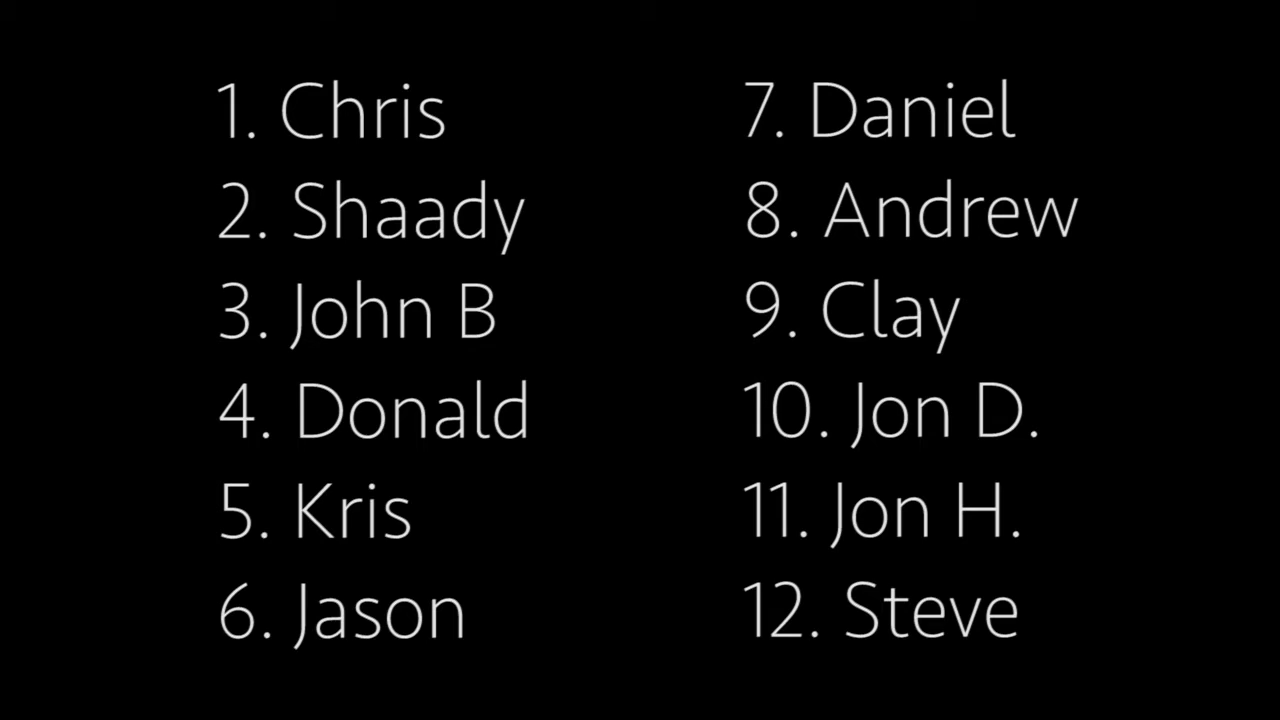 1. Chris
2. Shaady
3. John B
4. Donald
5. Kris
6. Jason
7. Daniel
8. Andrew
9. Clay
10. Jon D.
11. Jon H.
12. Steve